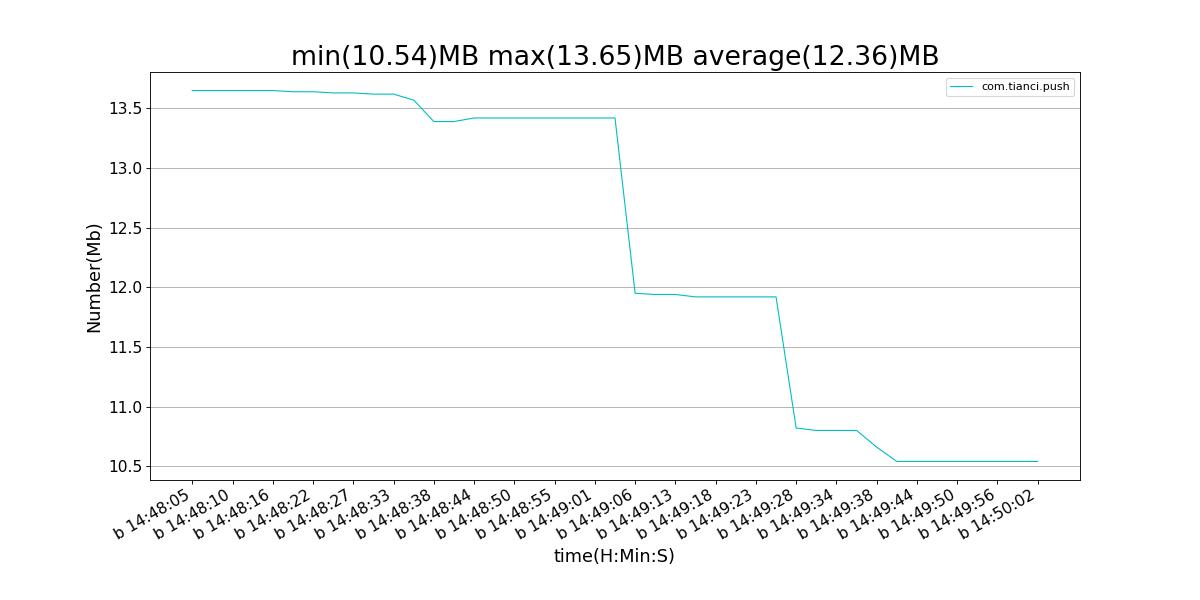 min(10.54)MB max(13.65)MB average(12.36)MB
com.tianci.push
13.5
13.0
12.5
12.0
11.5
11.0
10.5
Number(Mb)
b 14:48:05
b 14:48:10
b 14:48:16
b 14:48:22
b 14:48:27
b 14:48:33
b 14:48:38
b 14:48:44
b 14:48:50
b 14:48:55
b 14:49:01
b 14:49:06
b 14:49:13
b 14:49:18
b 14:49:23
b 14:49:28
b 14:49:34
b 14:49:38
b 14:49:44
b 14:49:50
b 14:49:56
b 14:50:02
time(H:Min:S)